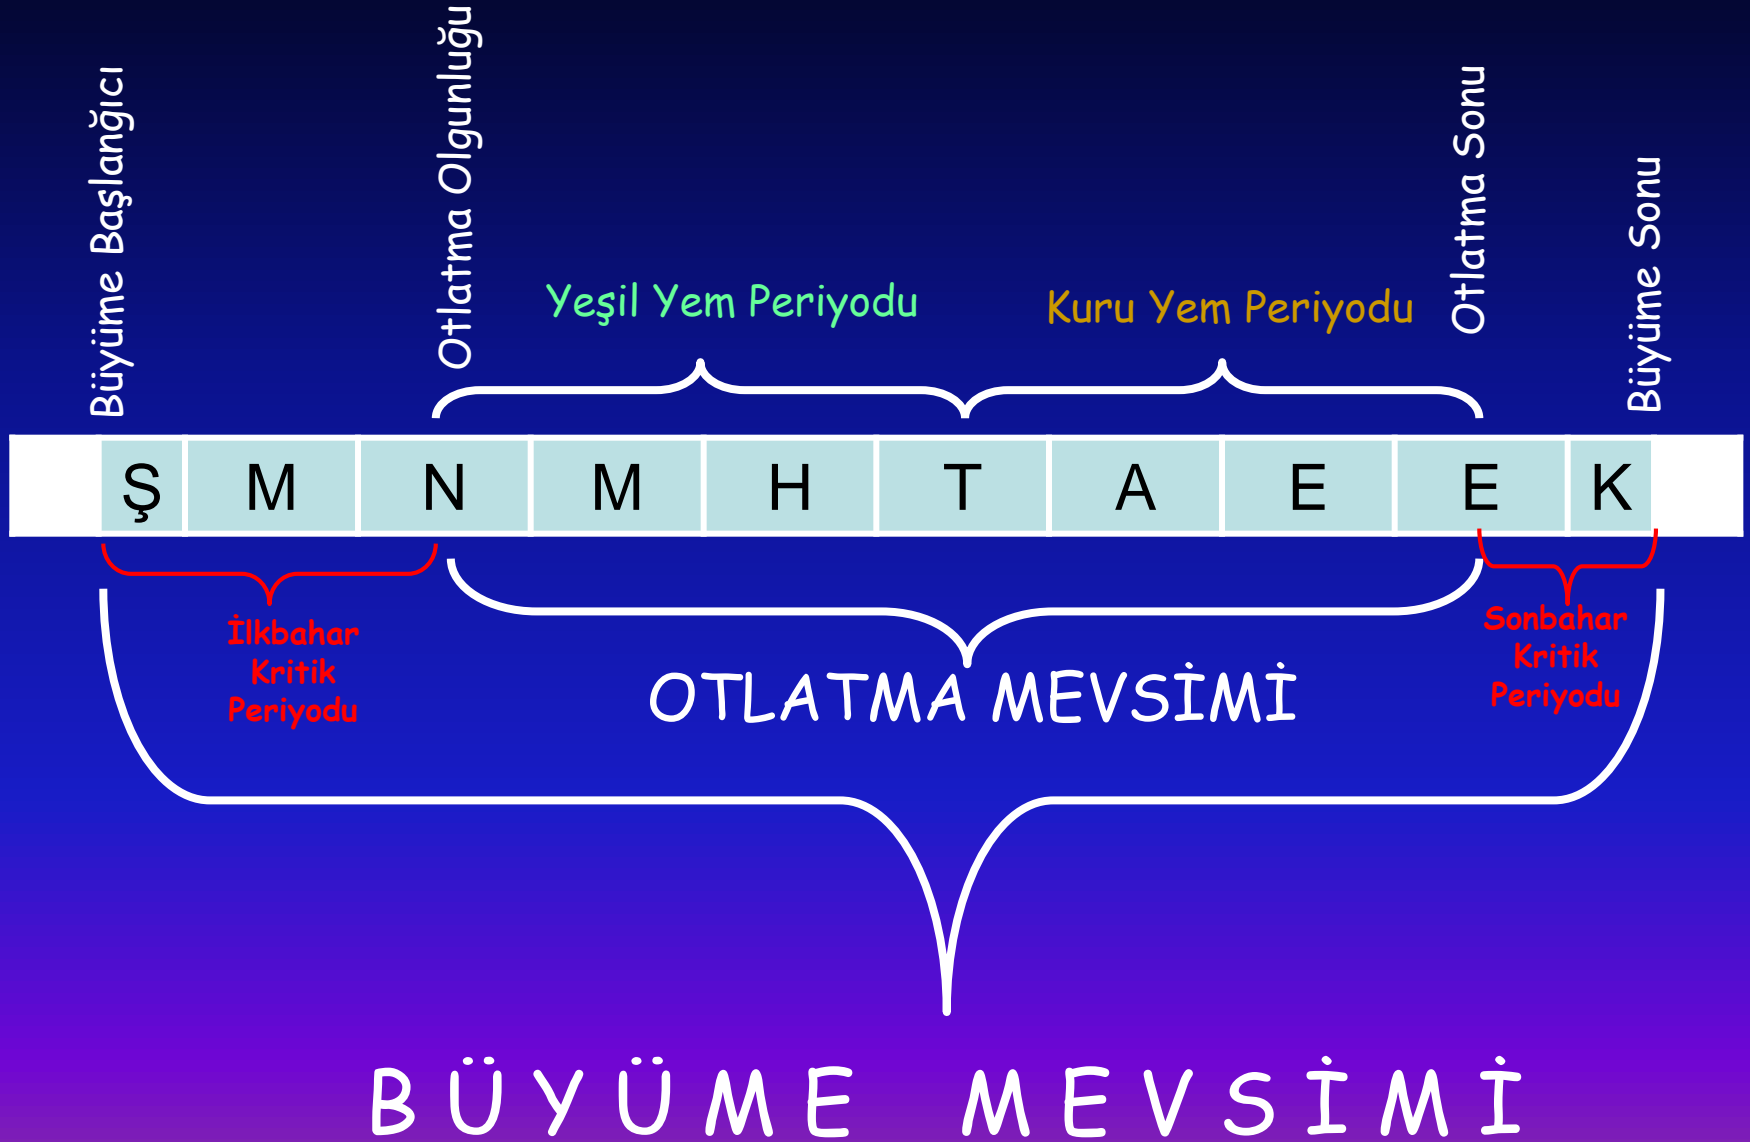 Büyüme Başlanğıcı
Otlatma Olgunluğu
Otlatma Sonu
Büyüme Sonu
Yeşil Yem Periyodu
Kuru Yem Periyodu
Ş M N M H T A E E K
İlkbahar
Kritik
Periyodu
Sonbahar
Kritik
Periyodu
OTLATMA MEVSİMİ
BÜYÜME MEVSİMİ